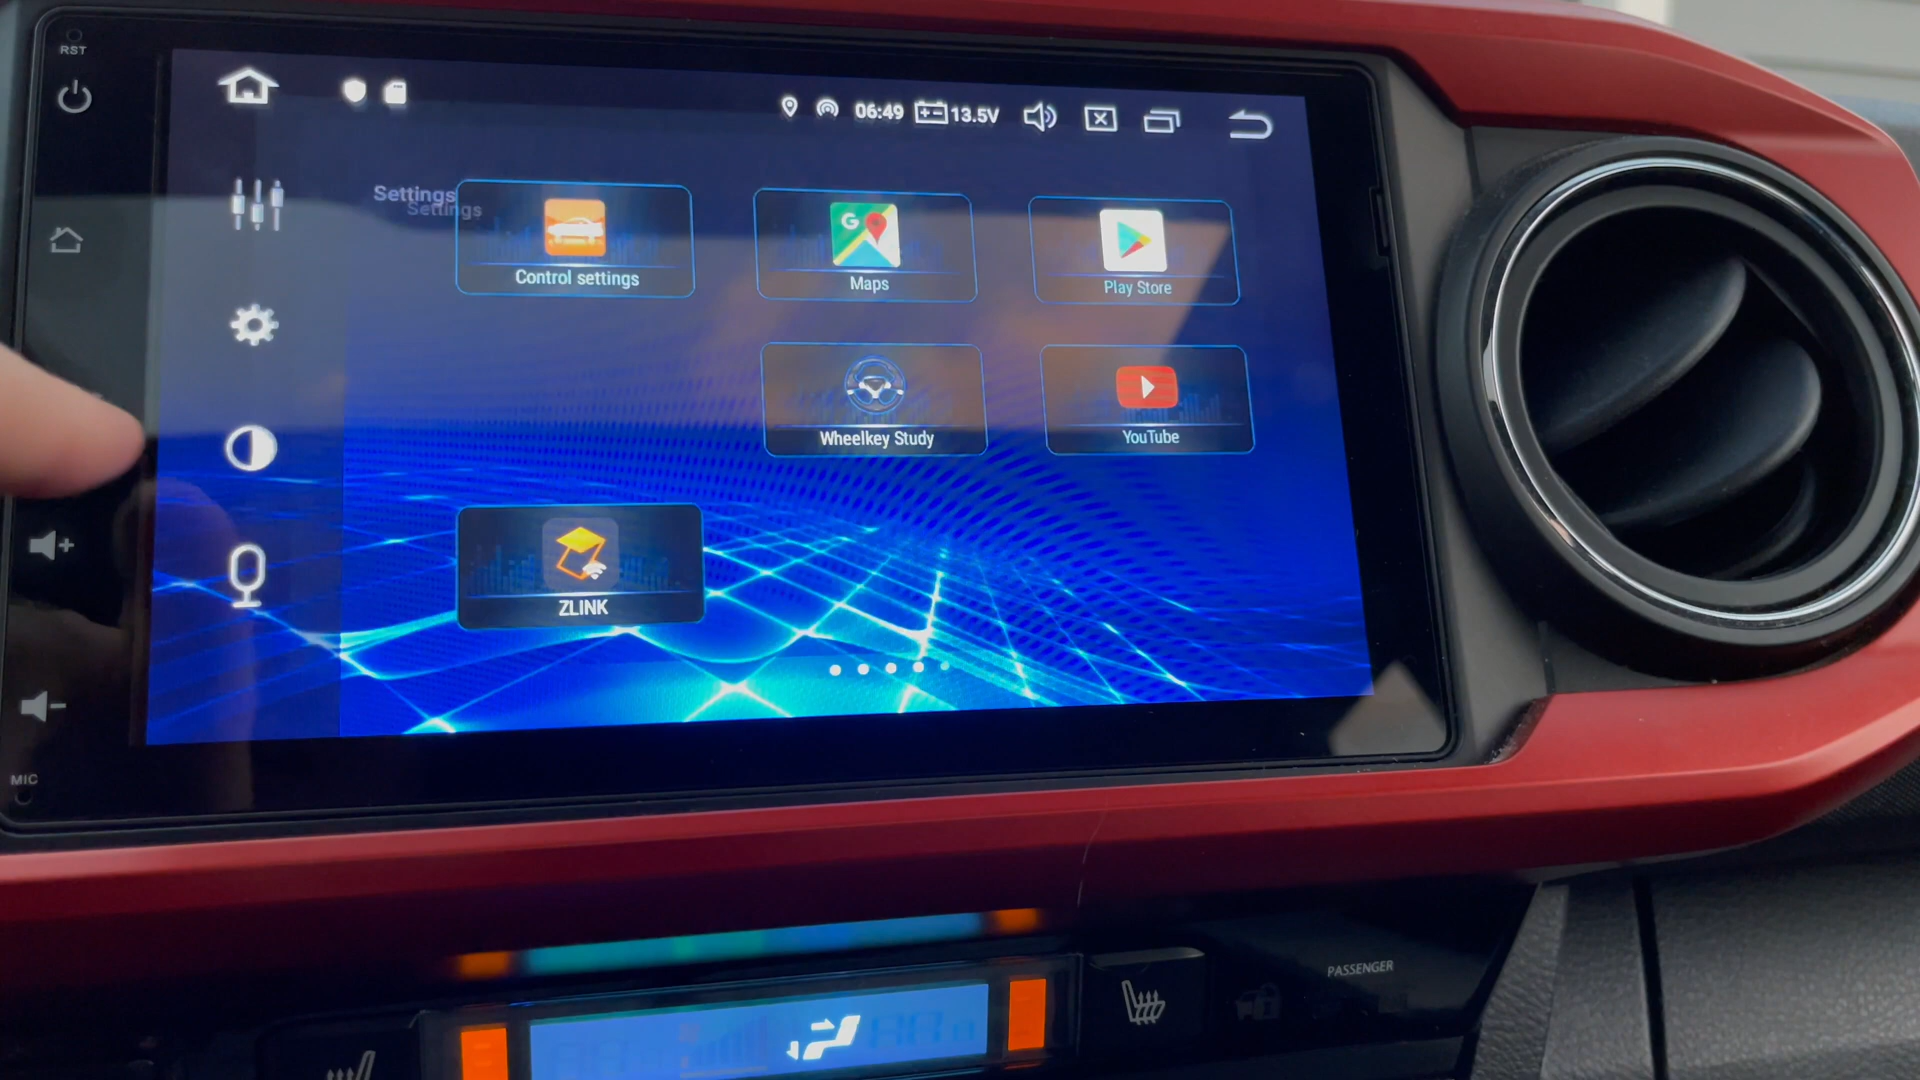 RST
06:49 13.5V
Settings
Settings
Control settings
G
Maps
Play Store
Wheelkey Study
YouTube
ZLINK
MIC
PASSENGER